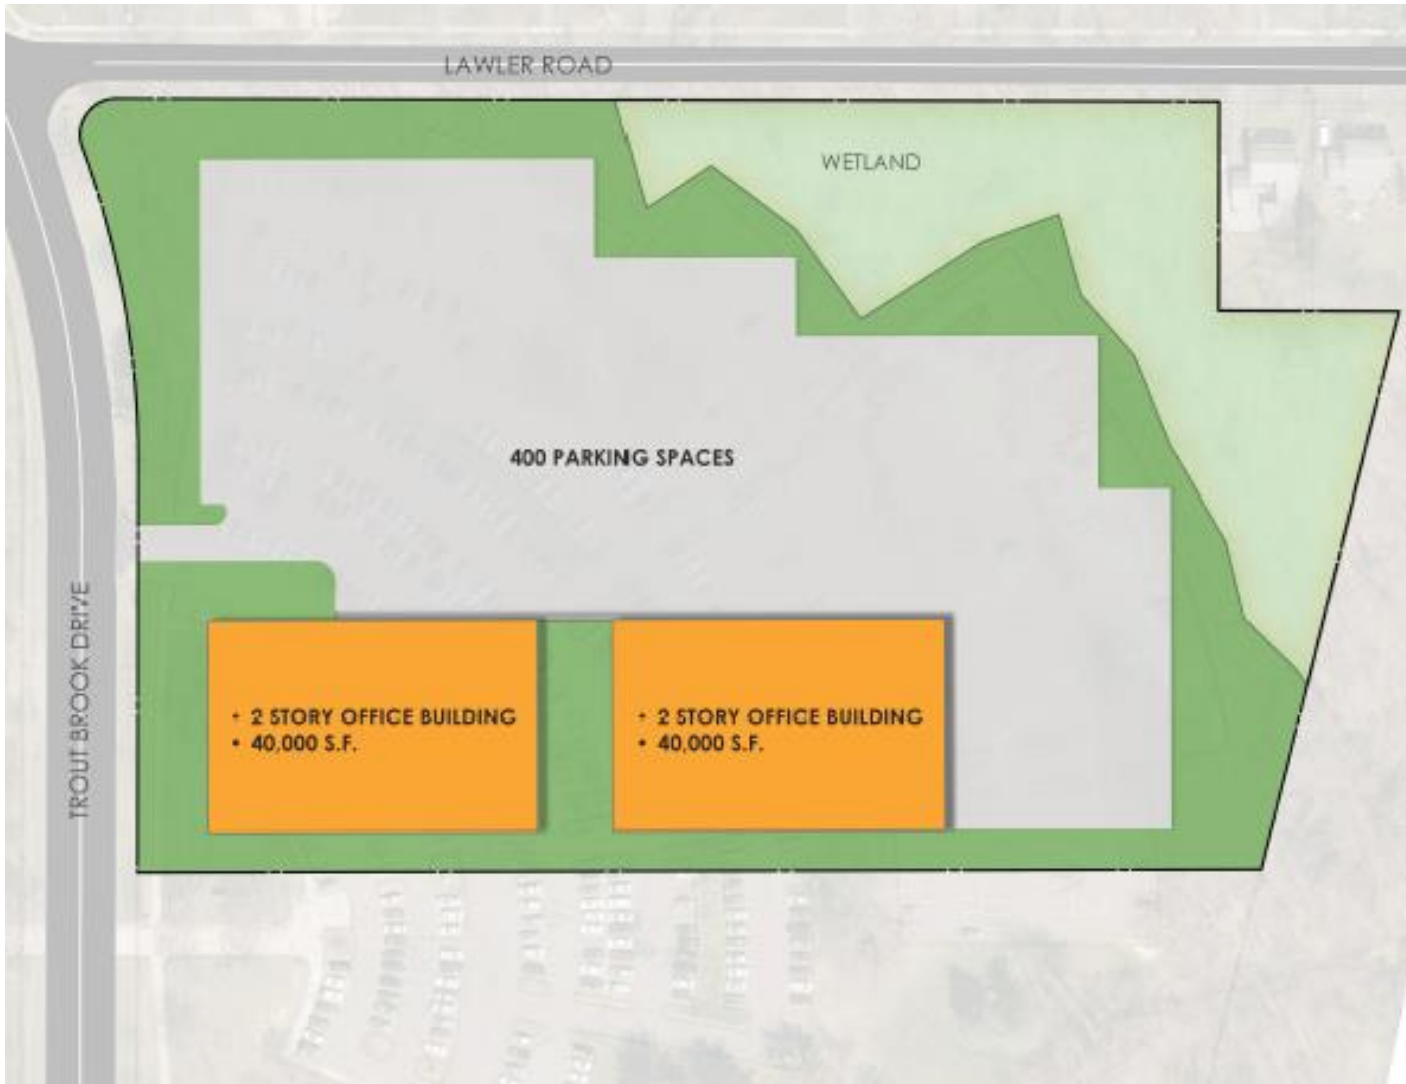 LAWLER ROAD
WETLAND
400 PARKING SPACES
TROUT BROOK DRIVE
• 2 STORY OFFICE BUILDING
• 40,000 S.F.
• 2 STORY OFFICE BUILDING
• 40,000 S.F.